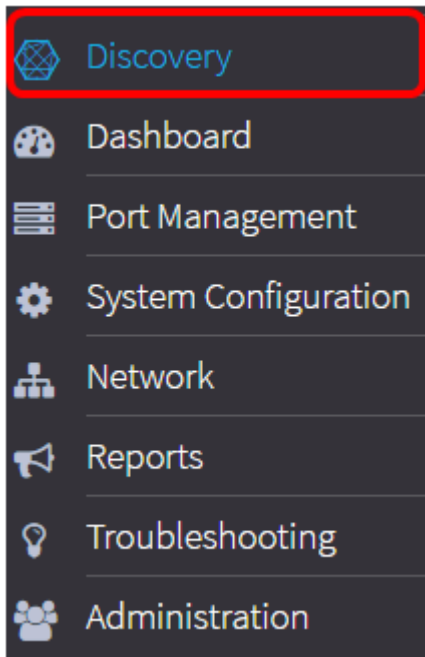 Discovery
Dashboard
Port Management
System Configuration
Network
Reports
Troubleshooting
Administration